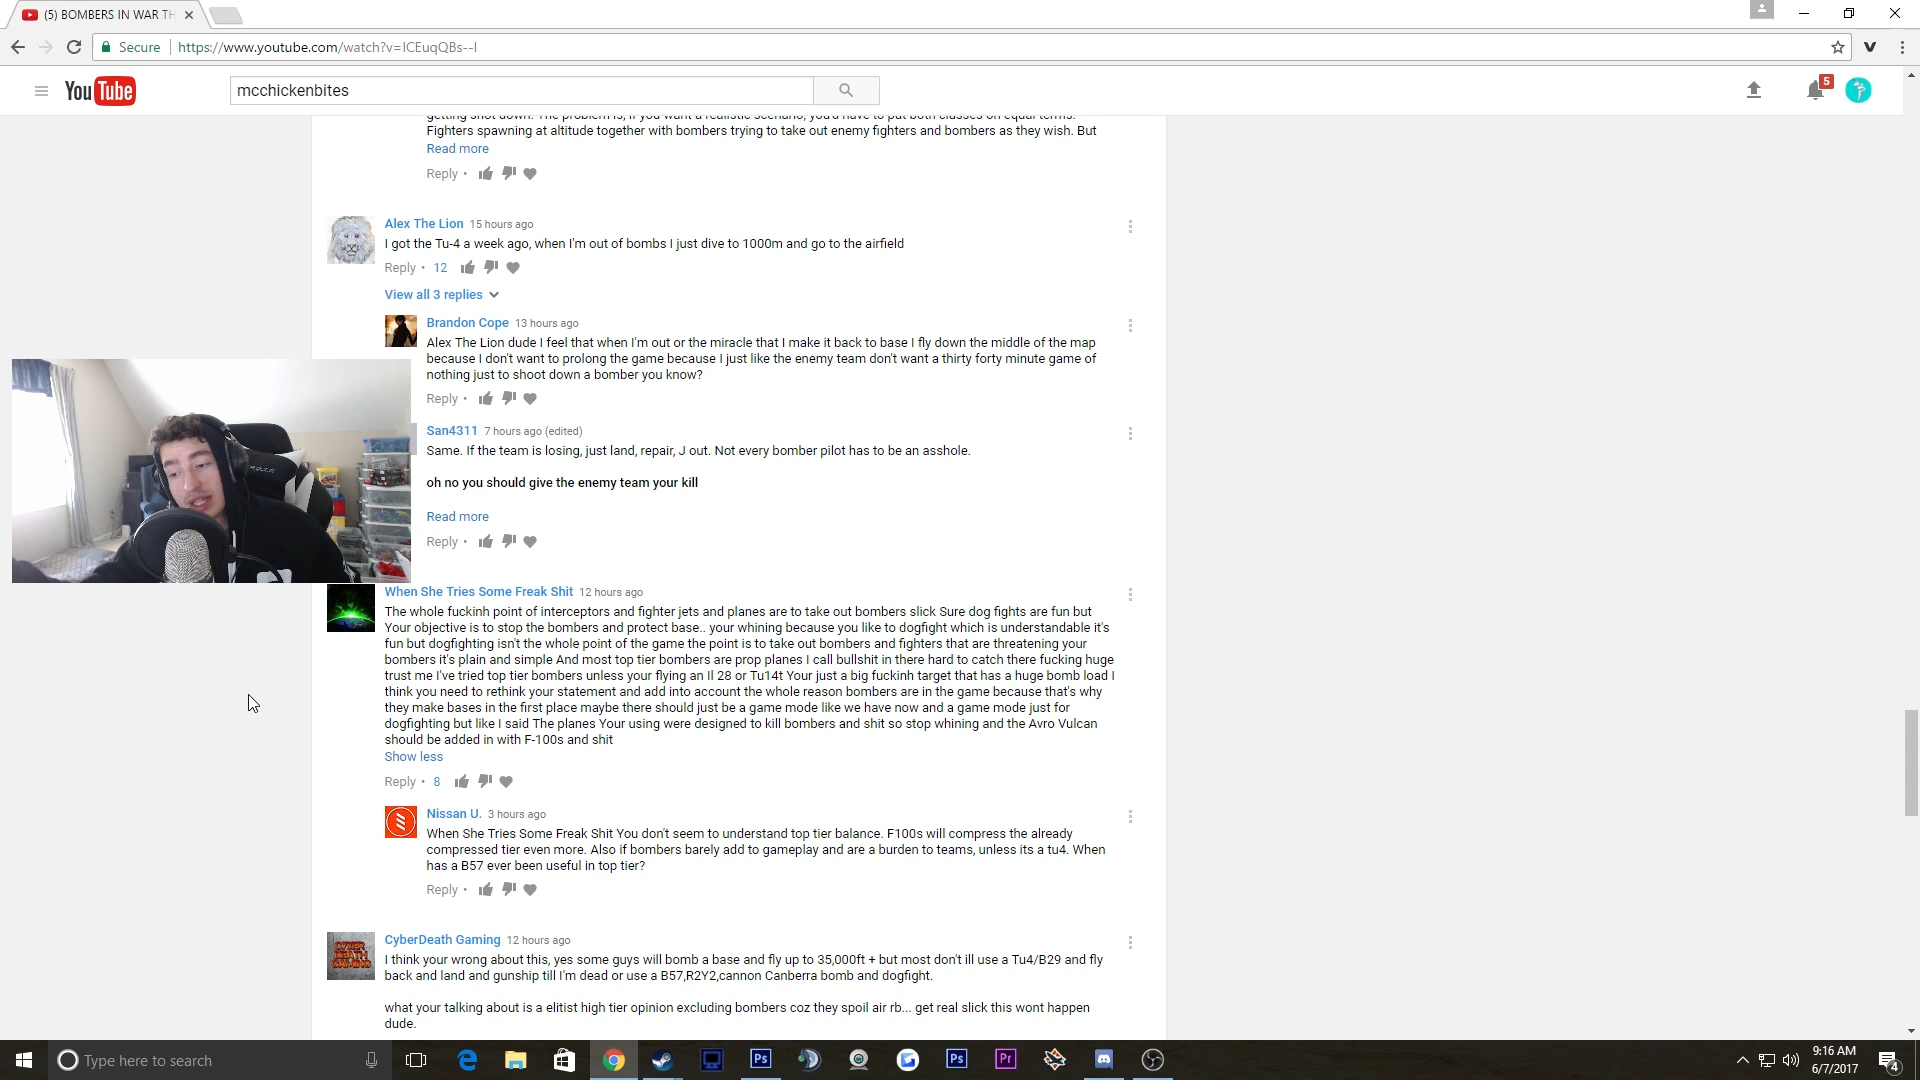 (5) BOMBERS IN WAR TH
Secure
https://www.youtube.com/watch?v=ICEuqQBs--I
YouTube
mcchickenbites
5
getting shot down. The problem is, if you want a realistic scenario, you'd have to put both classes on equal terms.
Fighters spawning at altitude together with bombers trying to take out enemy fighters and bombers as they wish. But
Read more
Reply •
Alex The Lion 15 hours ago
I got the Tu-4 a week ago, when I'm out of bombs I just dive to 1000m and go to the airfield
Reply • 12
View all 3 replies
Brandon Cope 13 hours ago
Alex The Lion dude I feel that when I'm out or the miracle that I make it back to base I fly down the middle of the map
because I don't want to prolong the game because I just like the enemy team don't want a thirty forty minute game of
nothing just to shoot down a bomber you know?
Reply •
San4311 7 hours ago (edited)
Same. If the team is losing, just land, repair, J out. Not every bomber pilot has to be an asshole.
oh no you should give the enemy team your kill
Read more
Reply •
When She Tries Some Freak Shit 12 hours ago
The whole fuckinh point of interceptors and fighter jets and planes are to take out bombers slick Sure dog fights are fun but
Your objective is to stop the bombers and protect base.. your whining because you like to dogfight which is understandable it's
fun but dogfighting isn't the whole point of the game the point is to take out bombers and fighters that are threatening your
bombers it's plain and simple And most top tier bombers are prop planes I call bullshit in there hard to catch there fucking huge
trust me I've tried top tier bombers unless your flying an Il 28 or Tu14t Your just a big fuckinh target that has a huge bomb load I
think you need to rethink your statement and add into account the whole reason bombers are in the game because that's why
they make bases in the first place maybe there should just be a game mode like we have now and a game mode just for
dogfighting but like I said The planes Your using were designed to kill bombers and shit so stop whining and the Avro Vulcan
should be added in with F-100s and shit
Show less
Reply • 8
Nissan U. 3 hours ago
When She Tries Some Freak Shit You don't seem to understand top tier balance. F100s will compress the already
compressed tier even more. Also if bombers barely add to gameplay and are a burden to teams, unless its a tu4. When
has a B57 ever been useful in top tier?
Reply •
CyberDeath Gaming 12 hours ago
I think your wrong about this, yes some guys will bomb a base and fly up to 35,000ft + but most don't ill use a Tu4/B29 and fly
back and land and gunship till I'm dead or use a B57,R2Y2,cannon Canberra bomb and dogfight.
what your talking about is a elitist high tier opinion excluding bombers coz they spoil air rb... get real slick this wont happen
dude.
Type here to search
Ps
Ps
Pr
9:16 AM
6/7/2017
4